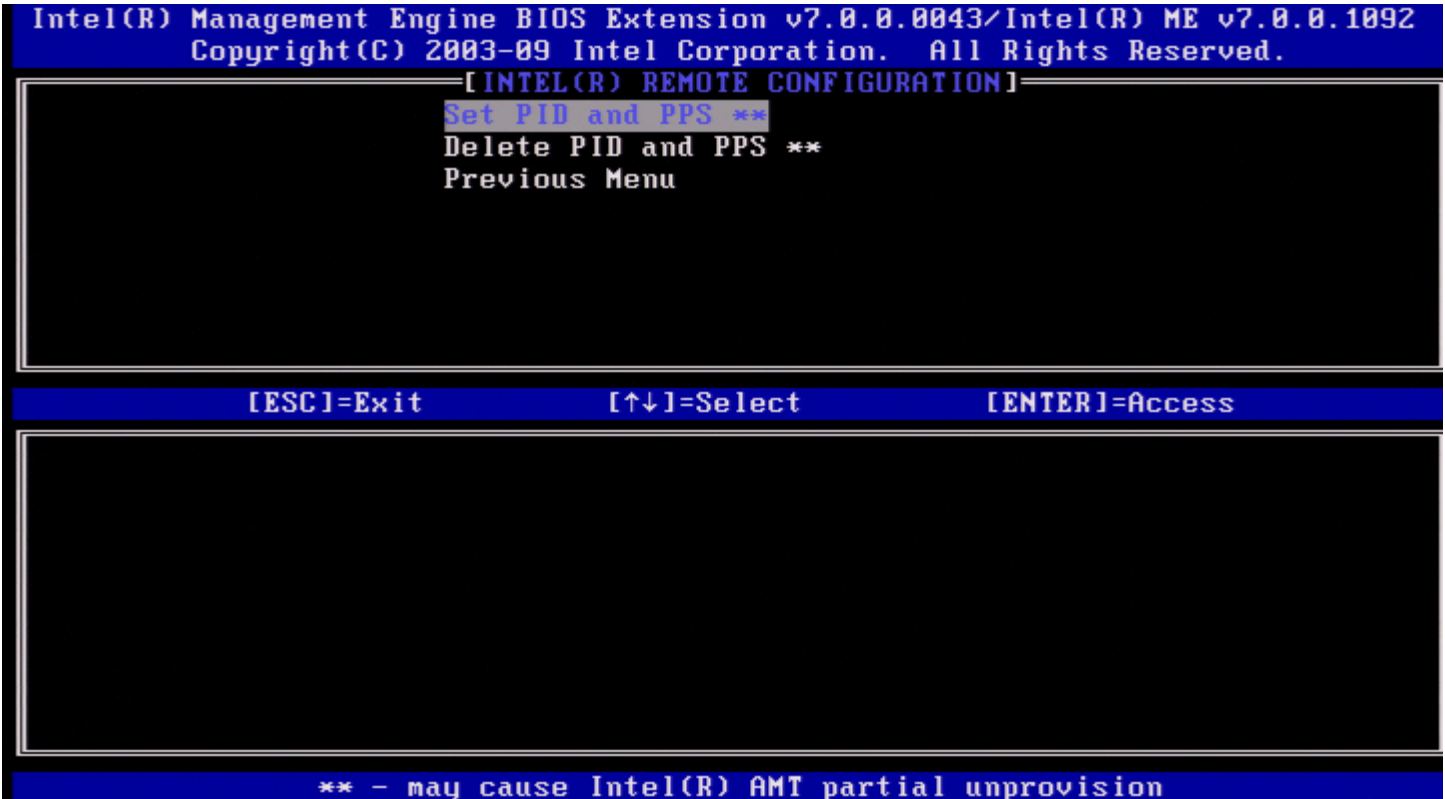 Intel(R) Management Engine BIOS Extension v7.0.0.0043/Intel(R) ME v7.0.0.1092
Copyright(C) 2003-09 Intel Corporation. All Rights Reserved.
[INTEL(R) REMOTE CONFIGURATION]
Set PID and PPS **
Delete PID and PPS **
Previous Menu
[ESC]=Exit [↑↓]=Select [ENTER]=Access
** - may cause Intel(R) AMT partial unprovision